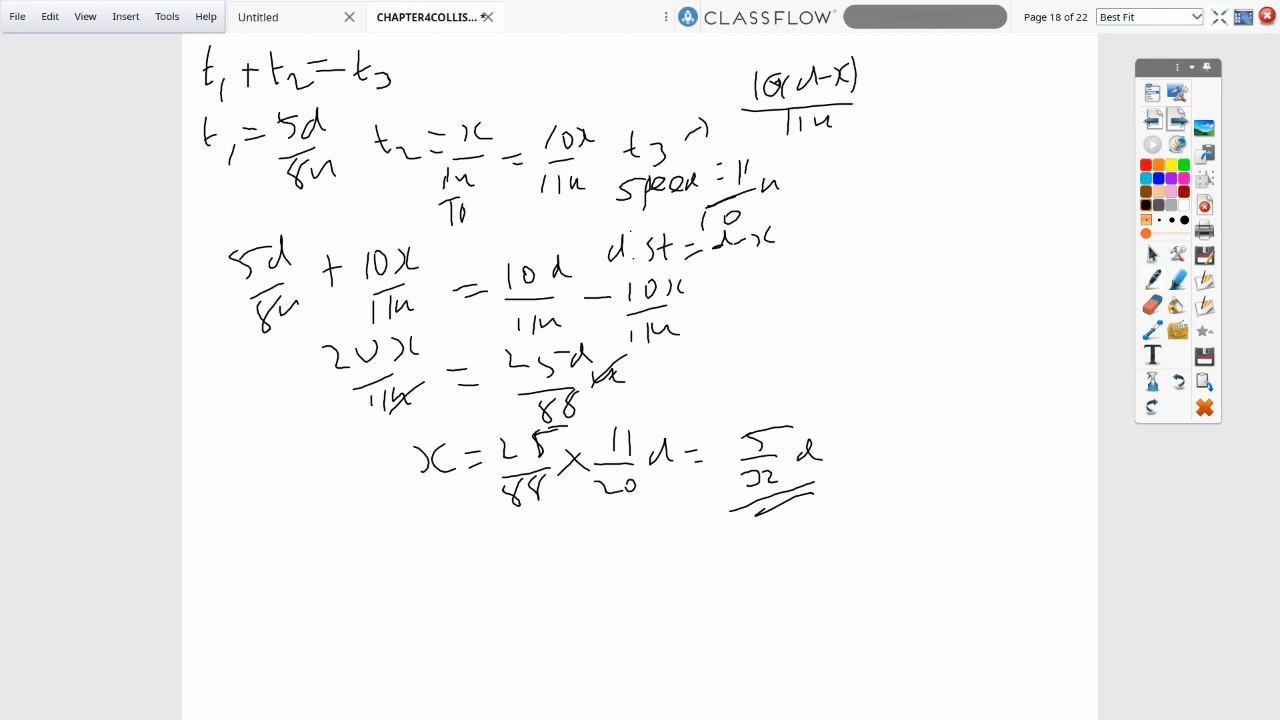 File Edit View Insert Tools Help
Untitled
CHAPTER4COLLIS... *
CLASSFLOW
Page 18 of 22
Best Fit
t₁ + t₂ = t₃
10(d-x)/11u
t₁ = 5d/8u
t₂ = x/(11u/10) = 10x/11u
t₃ →
speed = 11/10 u
dist = d-x
5d/8u + 10x/11u = 10d/11u - 10x/11u
20x/11u = 25d/88u
x = 25/88 × 11/20 d = 5/32 d